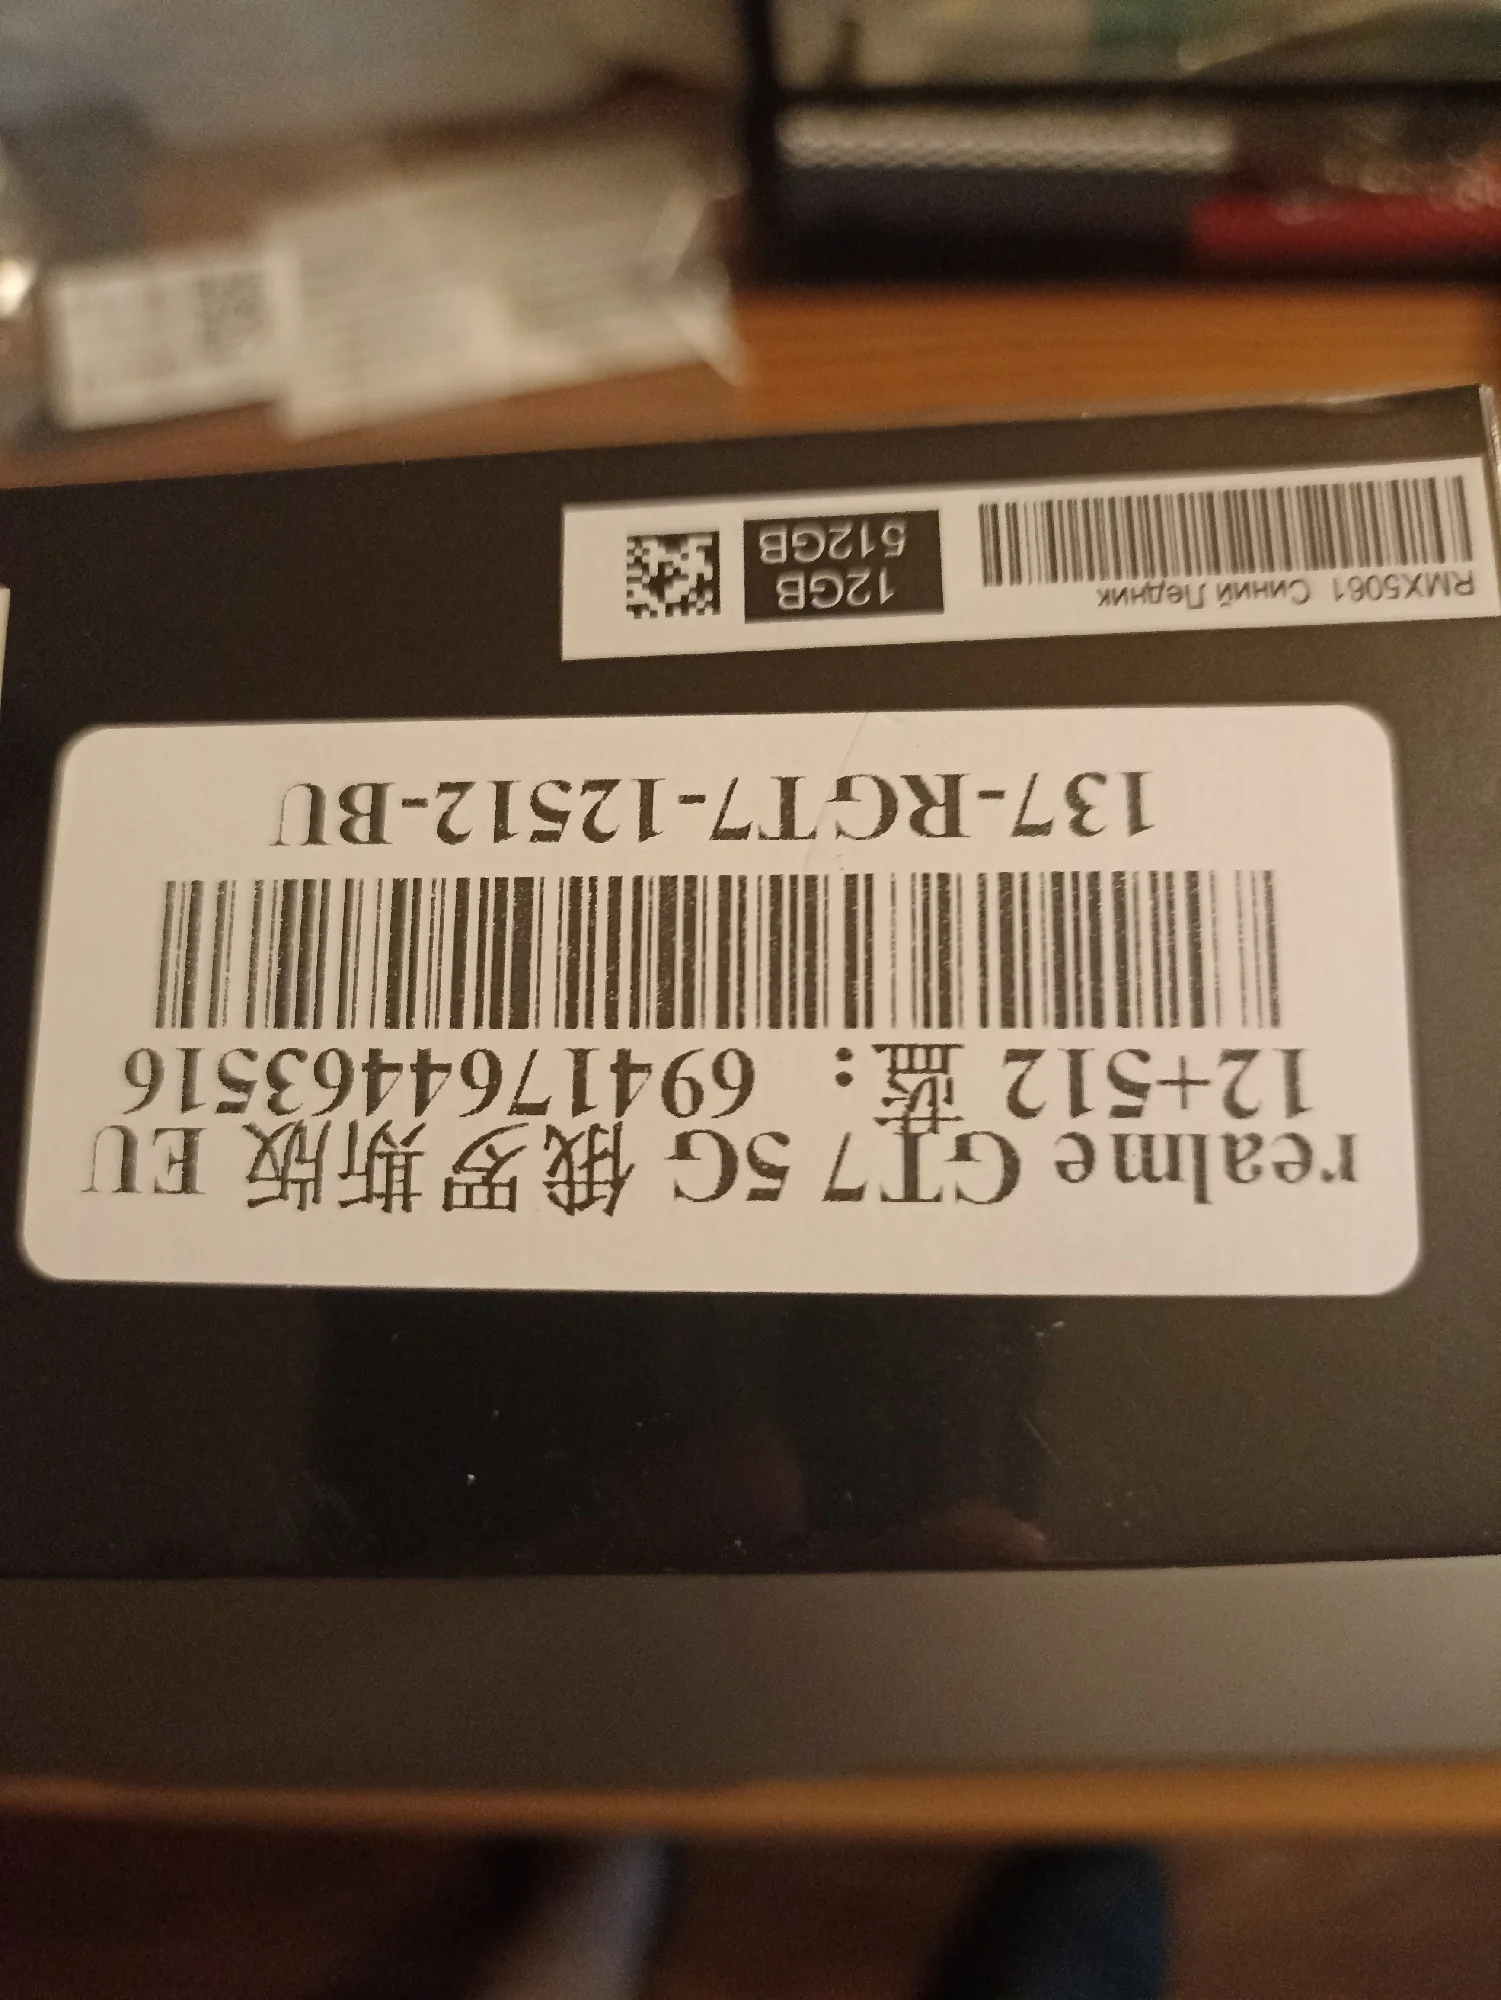 realme GT7 5G 俄罗斯版 EU
12+512 蓝： 6941764463516
137-RGT7-12512-BU
RMX5061 Синий Ледник
12GB
512GB